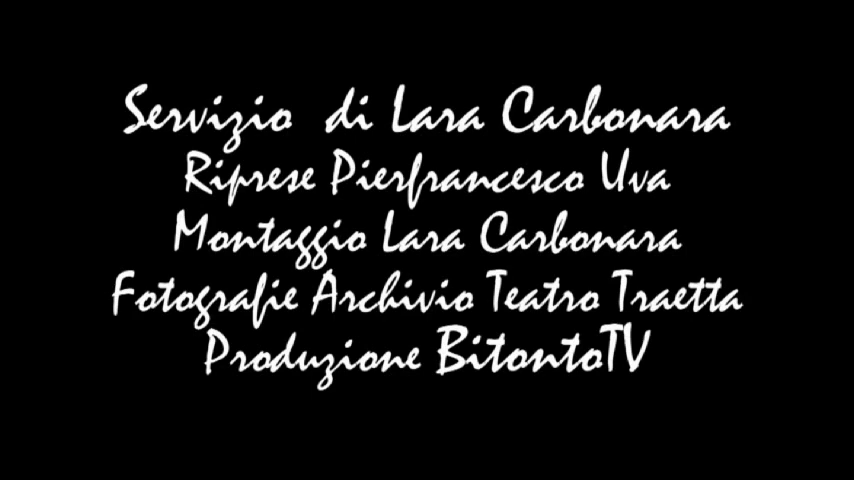 Servizio di Lara Carbonara
Riprese Pierfrancesco Uva
Montaggio Lara Carbonara
Fotografie Archivio Teatro Traetta
Produzione BitontoTV